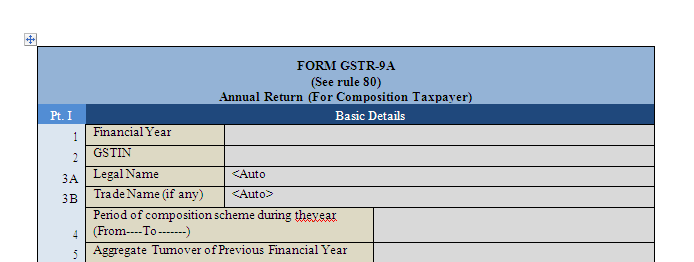 FORM GSTR-9A
(See rule 80)
Annual Return (For Composition Taxpayer)
Pt. I Basic Details
1 Financial Year
2 GSTIN
3A Legal Name <Auto
3B Trade Name (if any) <Auto>
Period of composition scheme during theyear
4 (From----To-------)
5 Aggregate Turnover of Previous Financial Year